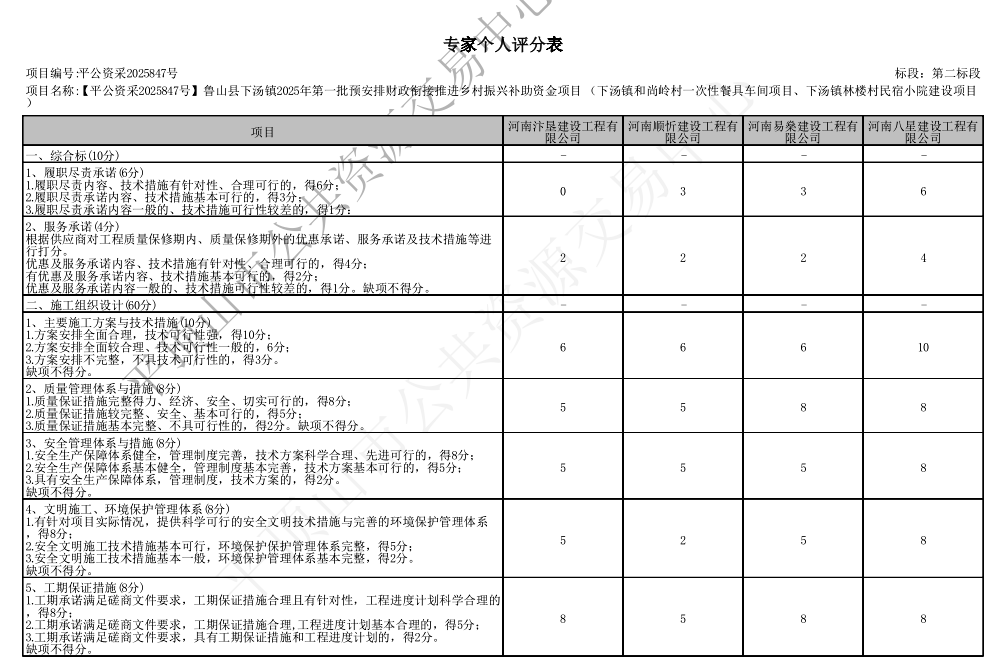 专家个人评分表
项目编号:平公资采2025847号
标段：第二标段
项目名称:【平公资采2025847号】鲁山县下汤镇2025年第一批预安排财政衔接推进乡村振兴补助资金项目 （下汤镇和尚岭村一次性餐具车间项目、下汤镇林楼村民宿小院建设项目
）
项目 河南汴垦建设工程有限公司 河南顺忻建设工程有限公司 河南易燊建设工程有限公司 河南八星建设工程有限公司
一、综合标(10分) - - - -
1、履职尽责承诺(6分)
1.履职尽责内容、技术措施有针对性、合理可行的，得6分；
2.履职尽责承诺内容、技术措施基本可行的，得3分；
3.履职尽责承诺内容一般的、技术措施可行性较差的，得1分；
0 3 3 6
2、服务承诺(4分)
根据供应商对工程质量保修期内、质量保修期外的优惠承诺、服务承诺及技术措施等进
行打分。
优惠及服务承诺内容、技术措施有针对性、合理可行的，得4分；
有优惠及服务承诺内容、技术措施基本可行的，得2分；
优惠及服务承诺内容一般的、技术措施可行性较差的，得1分。缺项不得分。
2 2 2 4
二、施工组织设计(60分) - - - -
1、主要施工方案与技术措施(10分)
1.方案安排全面合理，技术可行性强，得10分；
2.方案安排全面较合理、技术可行性一般的，6分；
3.方案安排不完整，不具技术可行性的，得3分。
缺项不得分。
6 6 6 10
2、质量管理体系与措施(8分)
1.质量保证措施完整得力、经济、安全、切实可行的，得8分；
2.质量保证措施较完整、安全、基本可行的，得5分；
3.质量保证措施基本完整、不具可行性的，得2分。缺项不得分。
5 5 8 8
3、安全管理体系与措施(8分)
1.安全生产保障体系健全，管理制度完善，技术方案科学合理、先进可行的，得8分；
2.安全生产保障体系基本健全，管理制度基本完善，技术方案基本可行的，得5分；
3.具有安全生产保障体系，管理制度，技术方案的，得2分。
缺项不得分。
5 5 5 8
4、文明施工、环境保护管理体系(8分)
1.有针对项目实际情况，提供科学可行的安全文明技术措施与完善的环境保护管理体系
，得8分；
2.安全文明施工技术措施基本可行，环境保护保护管理体系完整，得5分；
3.安全文明施工技术措施基本一般，环境保护管理体系基本完整，得2分。
缺项不得分。
5 2 5 8
5、工期保证措施(8分)
1.工期承诺满足磋商文件要求，工期保证措施合理且有针对性，工程进度计划科学合理的
，得8分；
2.工期承诺满足磋商文件要求，工期保证措施合理,工程进度计划基本合理的，得5分；
3.工期承诺满足磋商文件要求，具有工期保证措施和工程进度计划的，得2分。
缺项不得分。
8 5 8 8
平顶山市公共资源交易中心
平顶山市公共资源交易中心